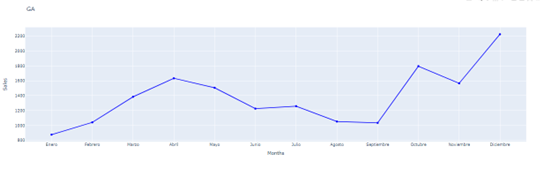 GA
2200
2000
1800
1600
1400
1200
1000
800
Sales
Enero Febrero Marzo Abril Mayo Junio Julio Agosto Septiembre Octubre Noviembre Diciembre
Months